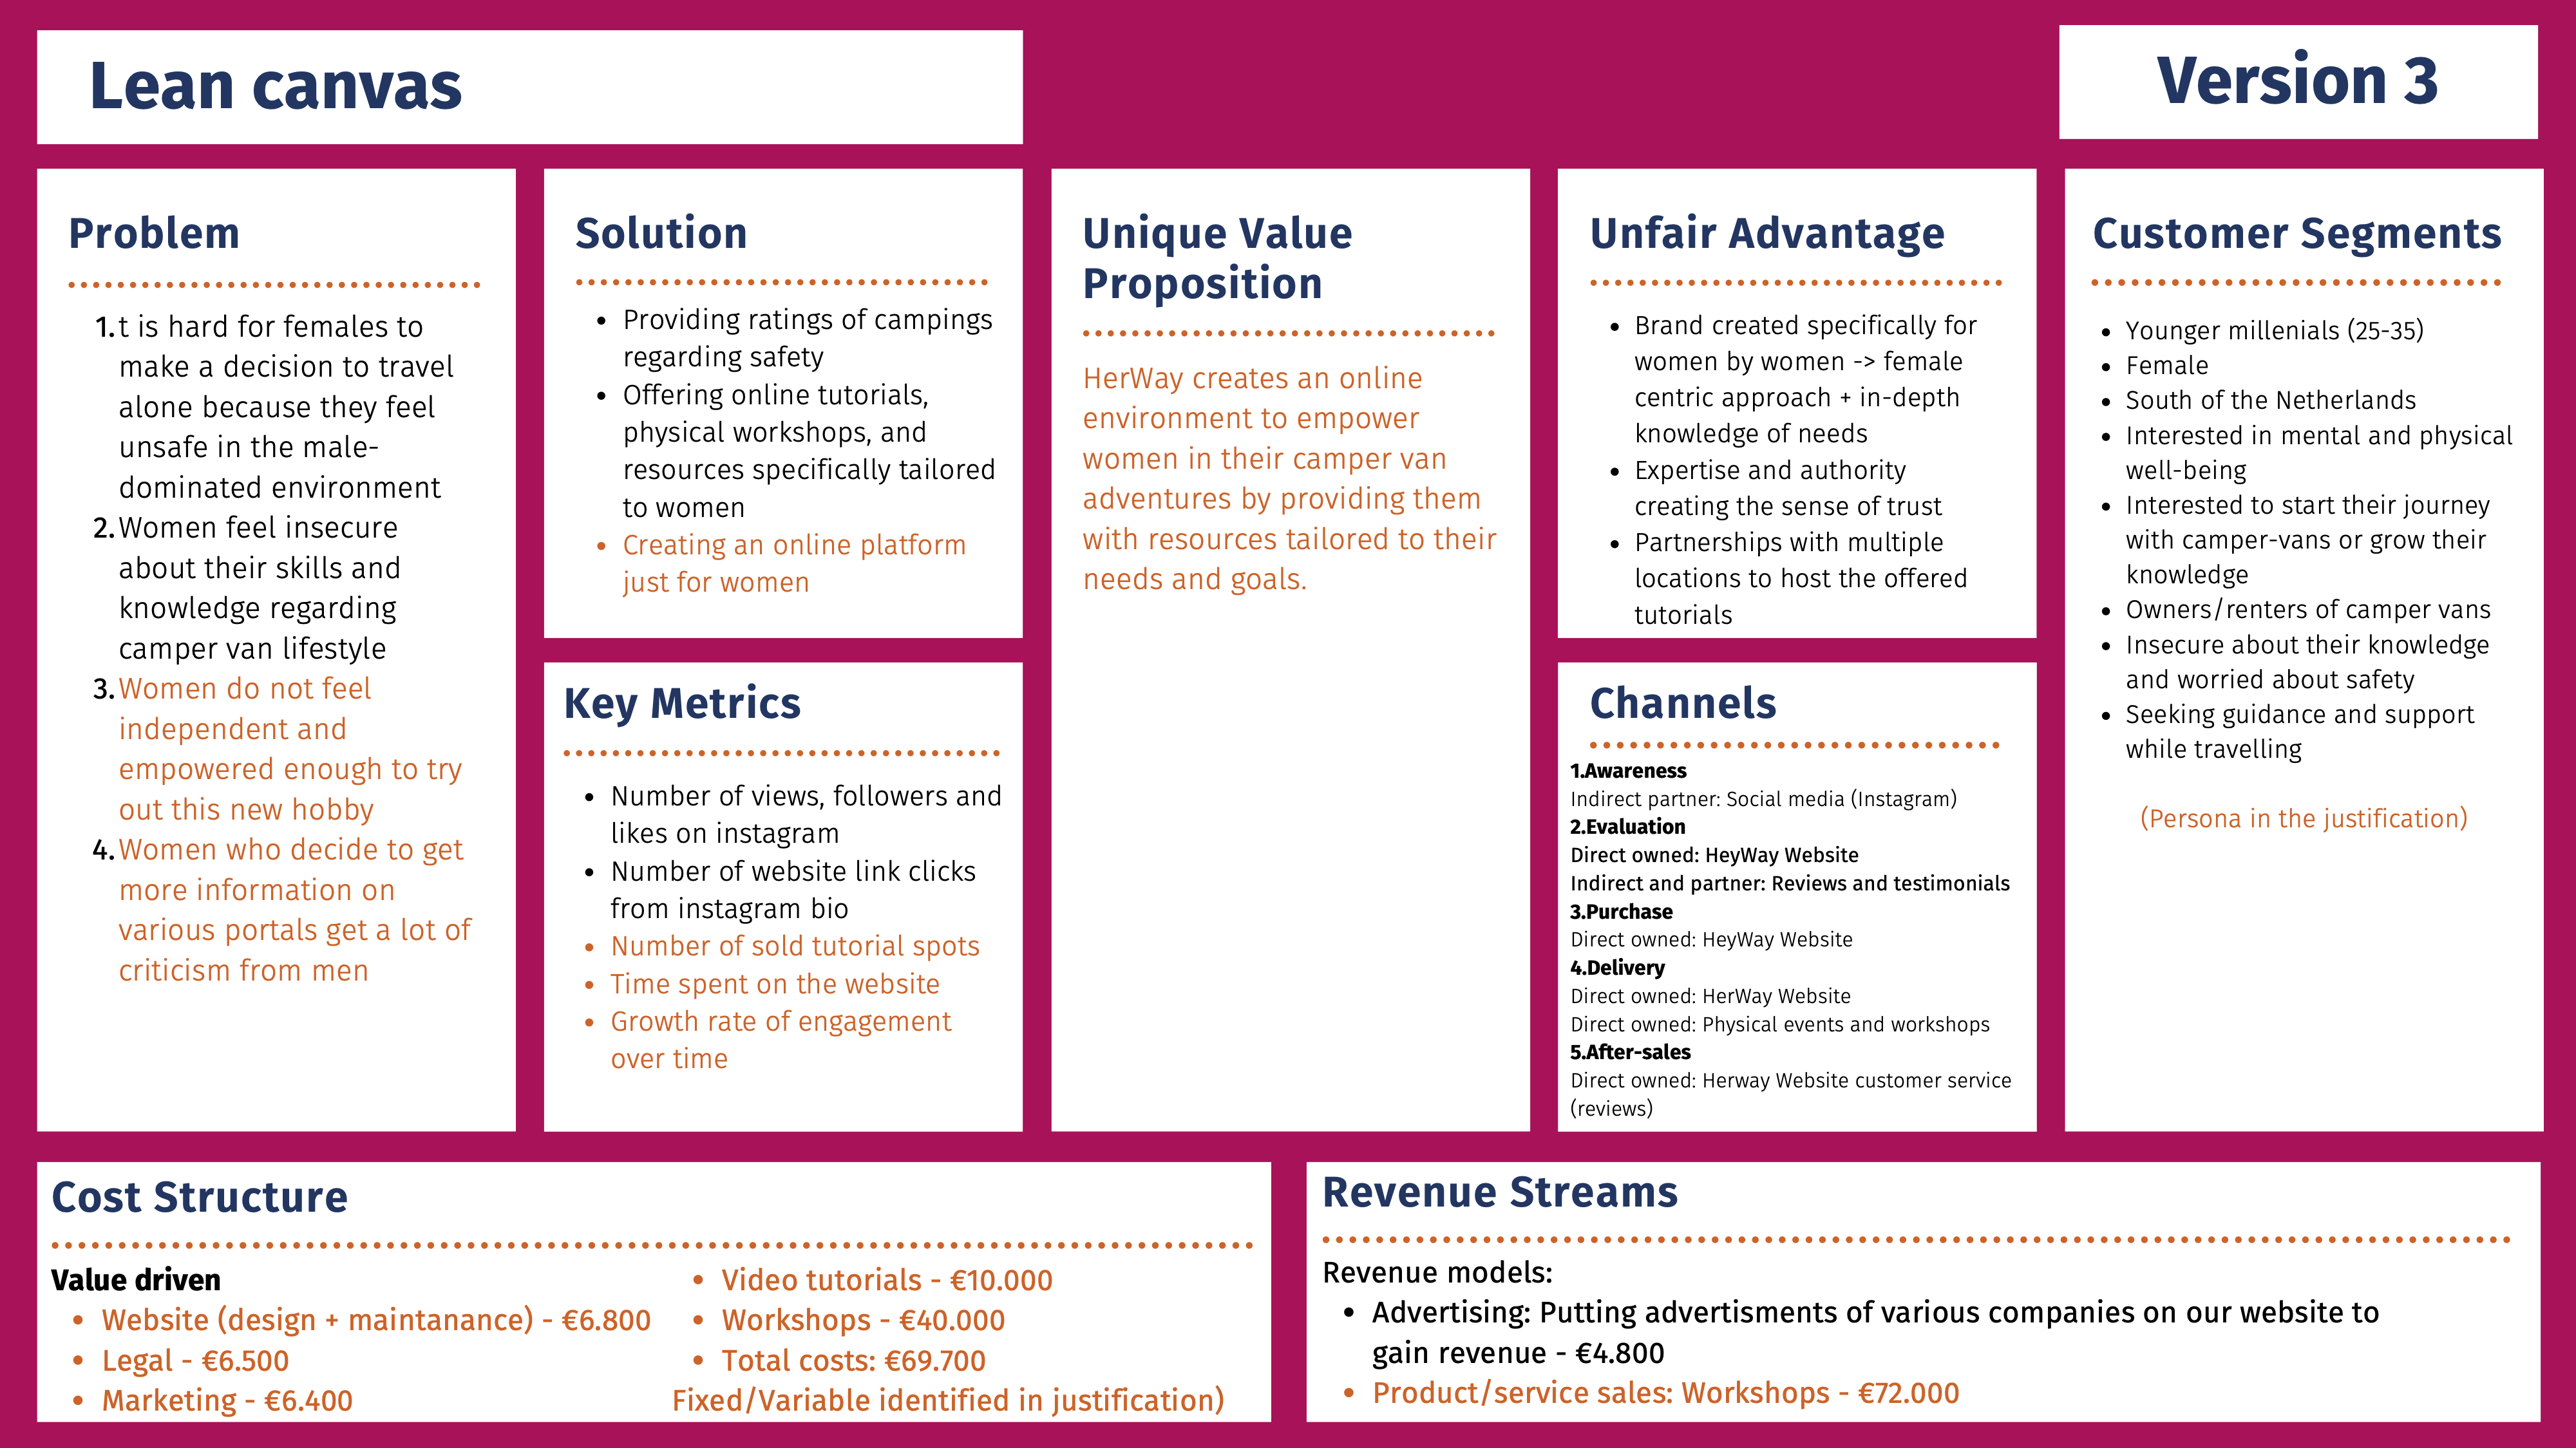 Lean canvas
Version 3
Problem
1.t is hard for females to
make a decision to travel
alone because they feel
unsafe in the male-
dominated environment
2.Women feel insecure
about their skills and
knowledge regarding
camper van lifestyle
3.Women do not feel
independent and
empowered enough to try
out this new hobby
4.Women who decide to get
more information on
various portals get a lot of
criticism from men
Solution
• Providing ratings of campings
regarding safety
• Offering online tutorials,
physical workshops, and
resources specifically tailored
to women
• Creating an online platform
just for women
Key Metrics
• Number of views, followers and
likes on instagram
• Number of website link clicks
from instagram bio
• Number of sold tutorial spots
• Time spent on the website
• Growth rate of engagement
over time
Unique Value
Proposition
HerWay creates an online
environment to empower
women in their camper van
adventures by providing them
with resources tailored to their
needs and goals.
Unfair Advantage
• Brand created specifically for
women by women -> female
centric approach + in-depth
knowledge of needs
• Expertise and authority
creating the sense of trust
• Partnerships with multiple
locations to host the offered
tutorials
Channels
1.Awareness
Indirect partner: Social media (Instagram)
2.Evaluation
Direct owned: HeyWay Website
Indirect and partner: Reviews and testimonials
3.Purchase
Direct owned: HeyWay Website
4.Delivery
Direct owned: HerWay Website
Direct owned: Physical events and workshops
5.After-sales
Direct owned: Herway Website customer service
(reviews)
Customer Segments
• Younger millenials (25-35)
• Female
• South of the Netherlands
• Interested in mental and physical
well-being
• Interested to start their journey
with camper-vans or grow their
knowledge
• Owners/renters of camper vans
• Insecure about their knowledge
and worried about safety
• Seeking guidance and support
while travelling
(Persona in the justification)
Cost Structure
Value driven
• Website (design + maintanance) - €6.800
• Legal - €6.500
• Marketing - €6.400
• Video tutorials - €10.000
• Workshops - €40.000
• Total costs: €69.700
Fixed/Variable identified in justification)
Revenue Streams
Revenue models:
• Advertising: Putting advertisments of various companies on our website to
gain revenue - €4.800
• Product/service sales: Workshops - €72.000